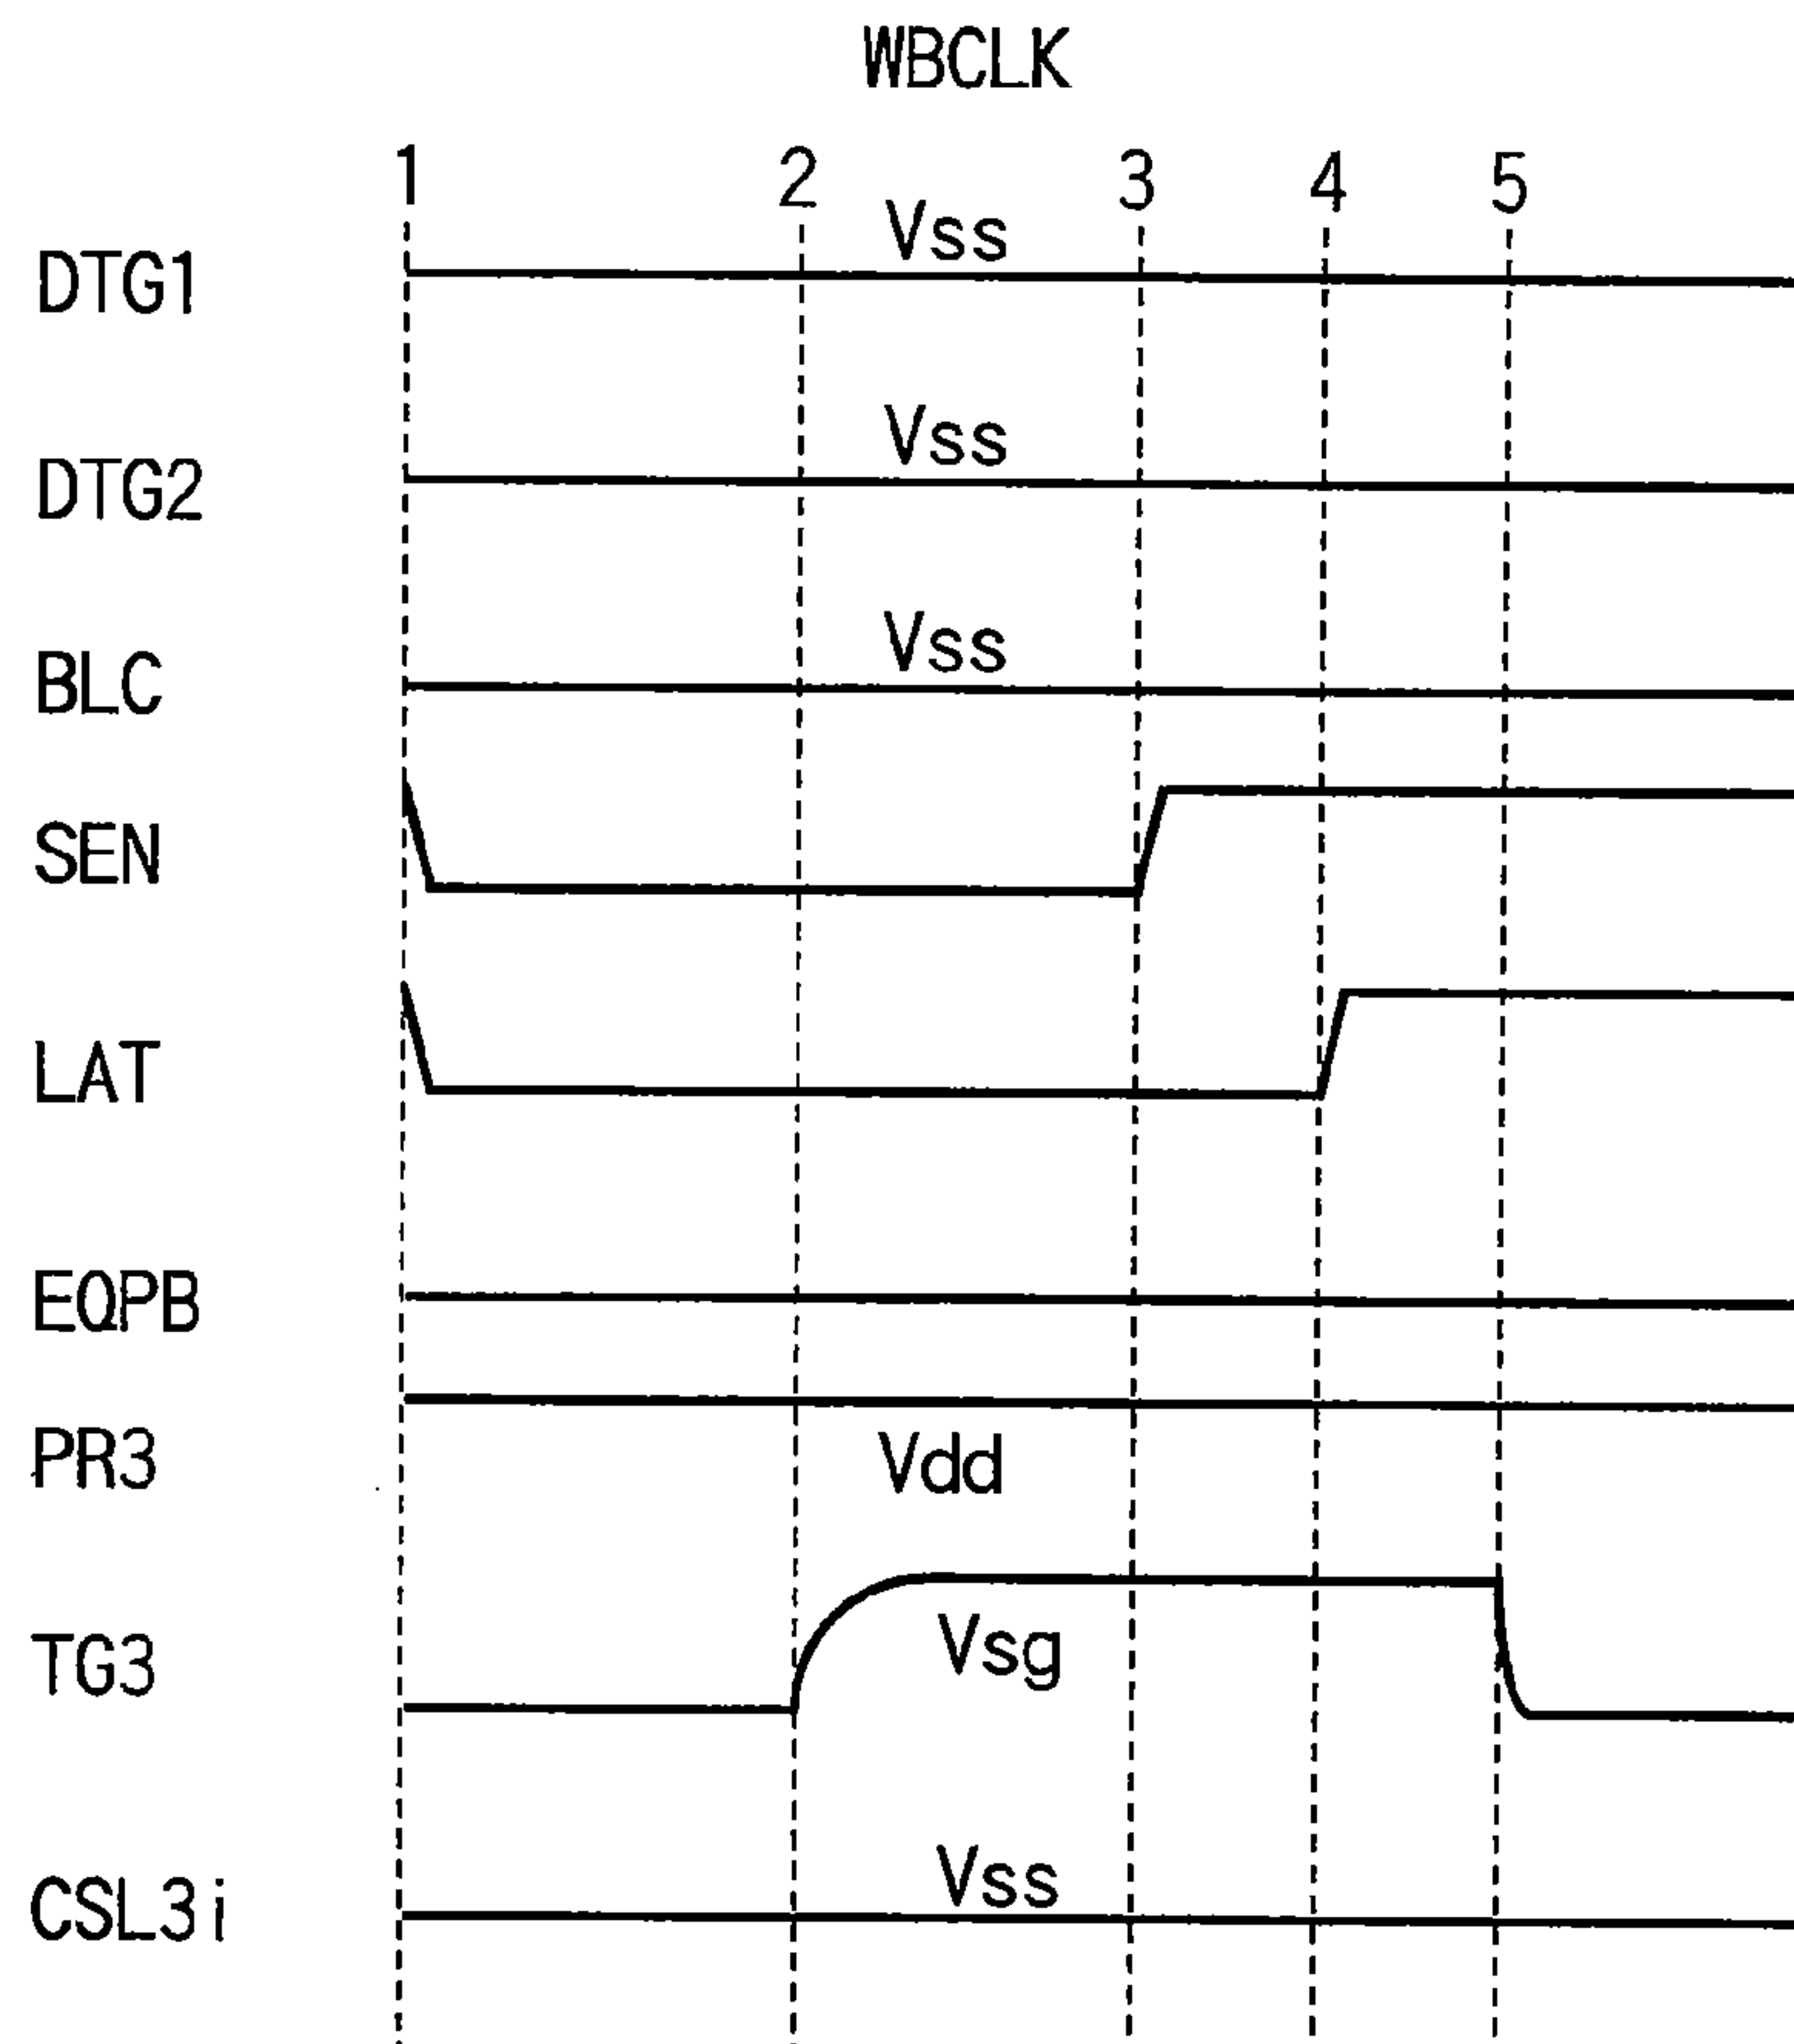 WBCLK
1 2 3 4 5
DTG1 Vss
DTG2 Vss
BLC Vss
SEN
LAT
EQPB
PR3 Vdd
TG3 Vsg
CSL3i Vss